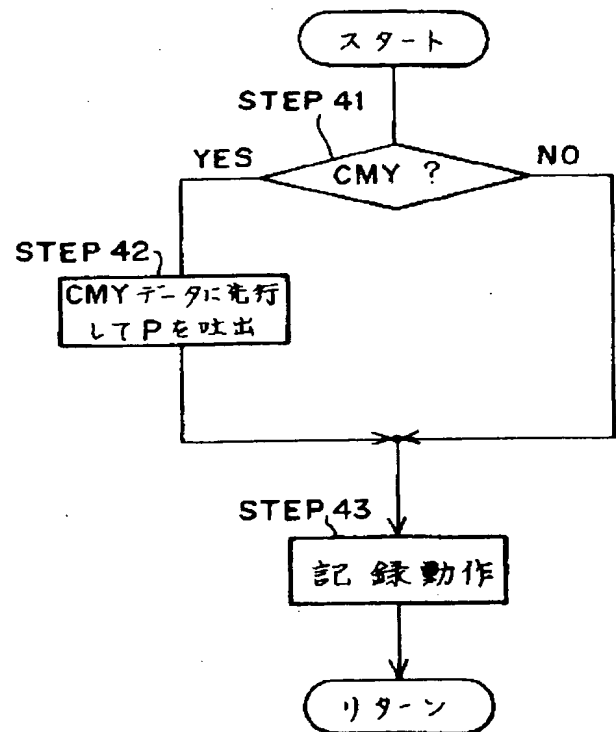 スタート
STEP 41
YES
CMY ?
NO
STEP 42
CMYデータに先行
してPを吐出
STEP 43
記録動作
リターン